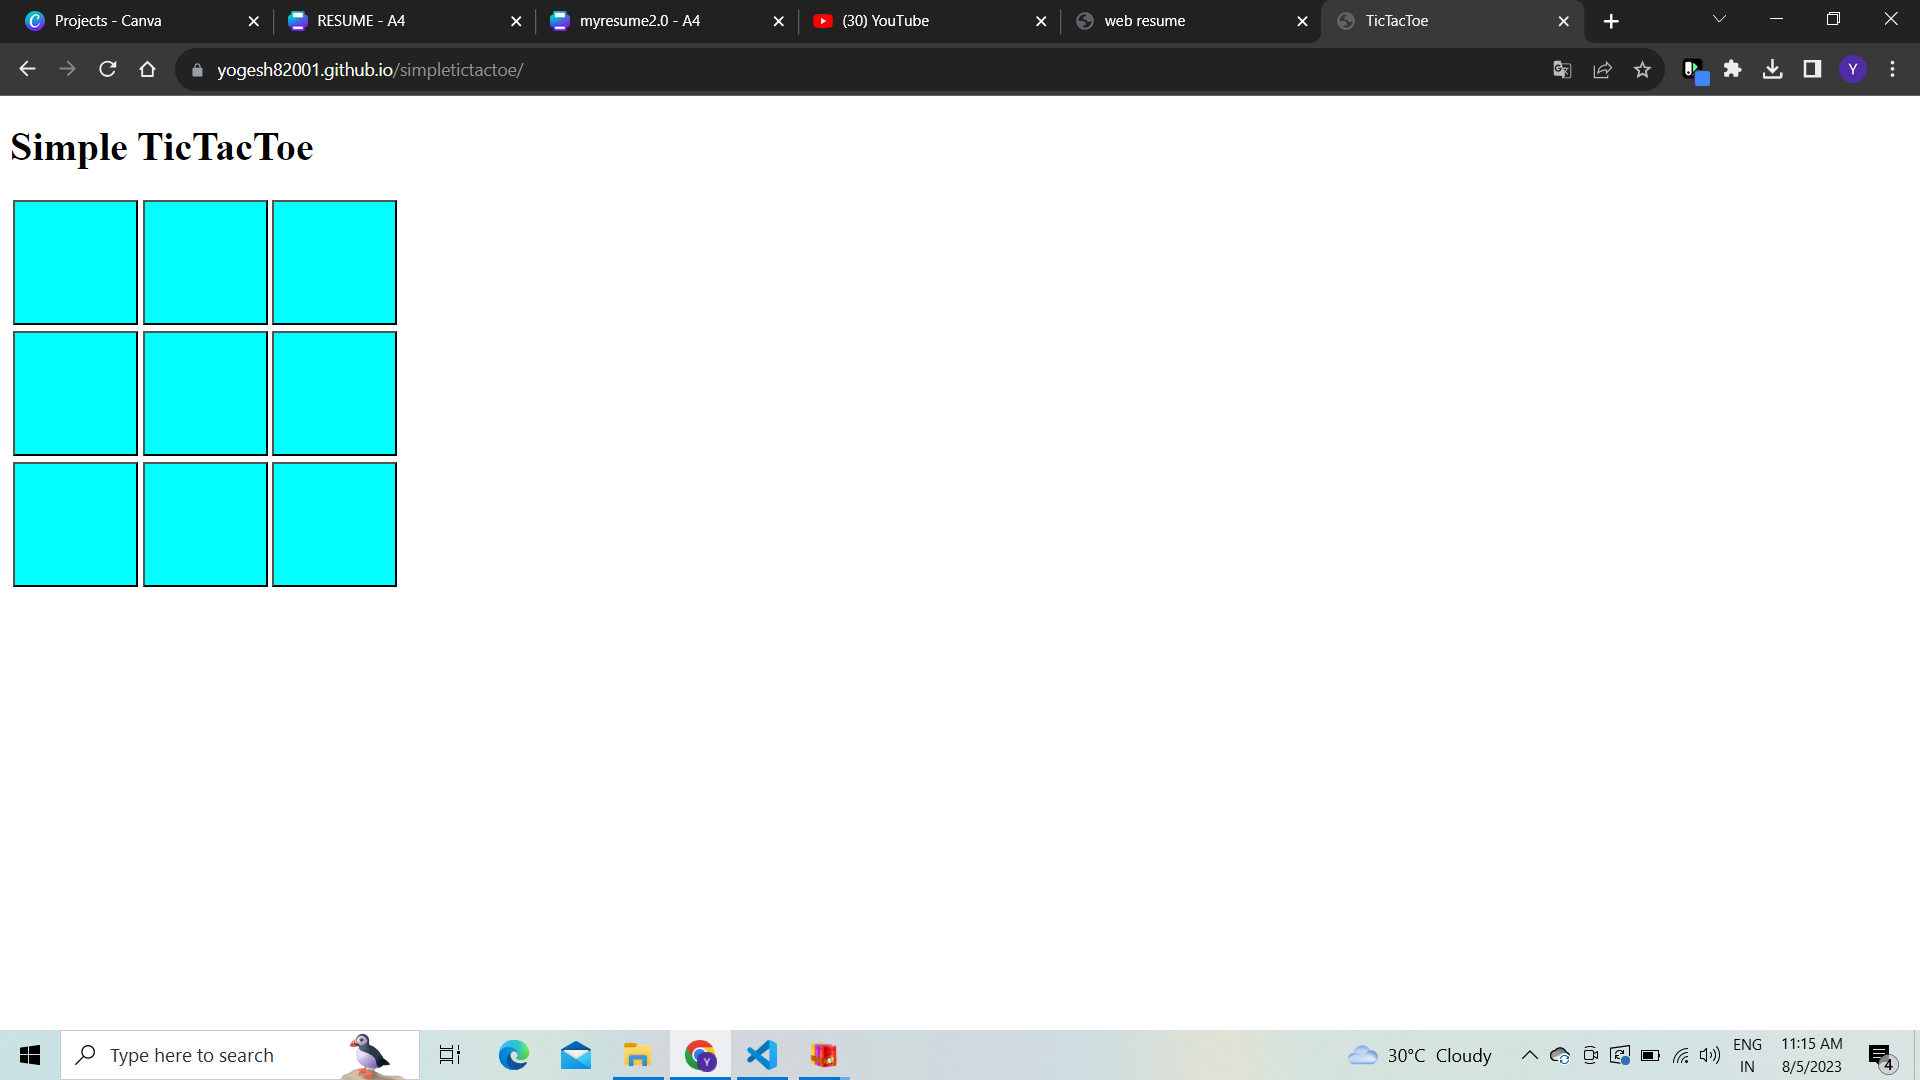 Projects - Canva
RESUME - A4
myresume2.0 - A4
(30) YouTube
web resume
TicTacToe
yogesh82001.github.io/simpletictactoe/
Y
Simple TicTacToe
Type here to search
Y
30°C Cloudy
ENG
IN
11:15 AM
8/5/2023
4